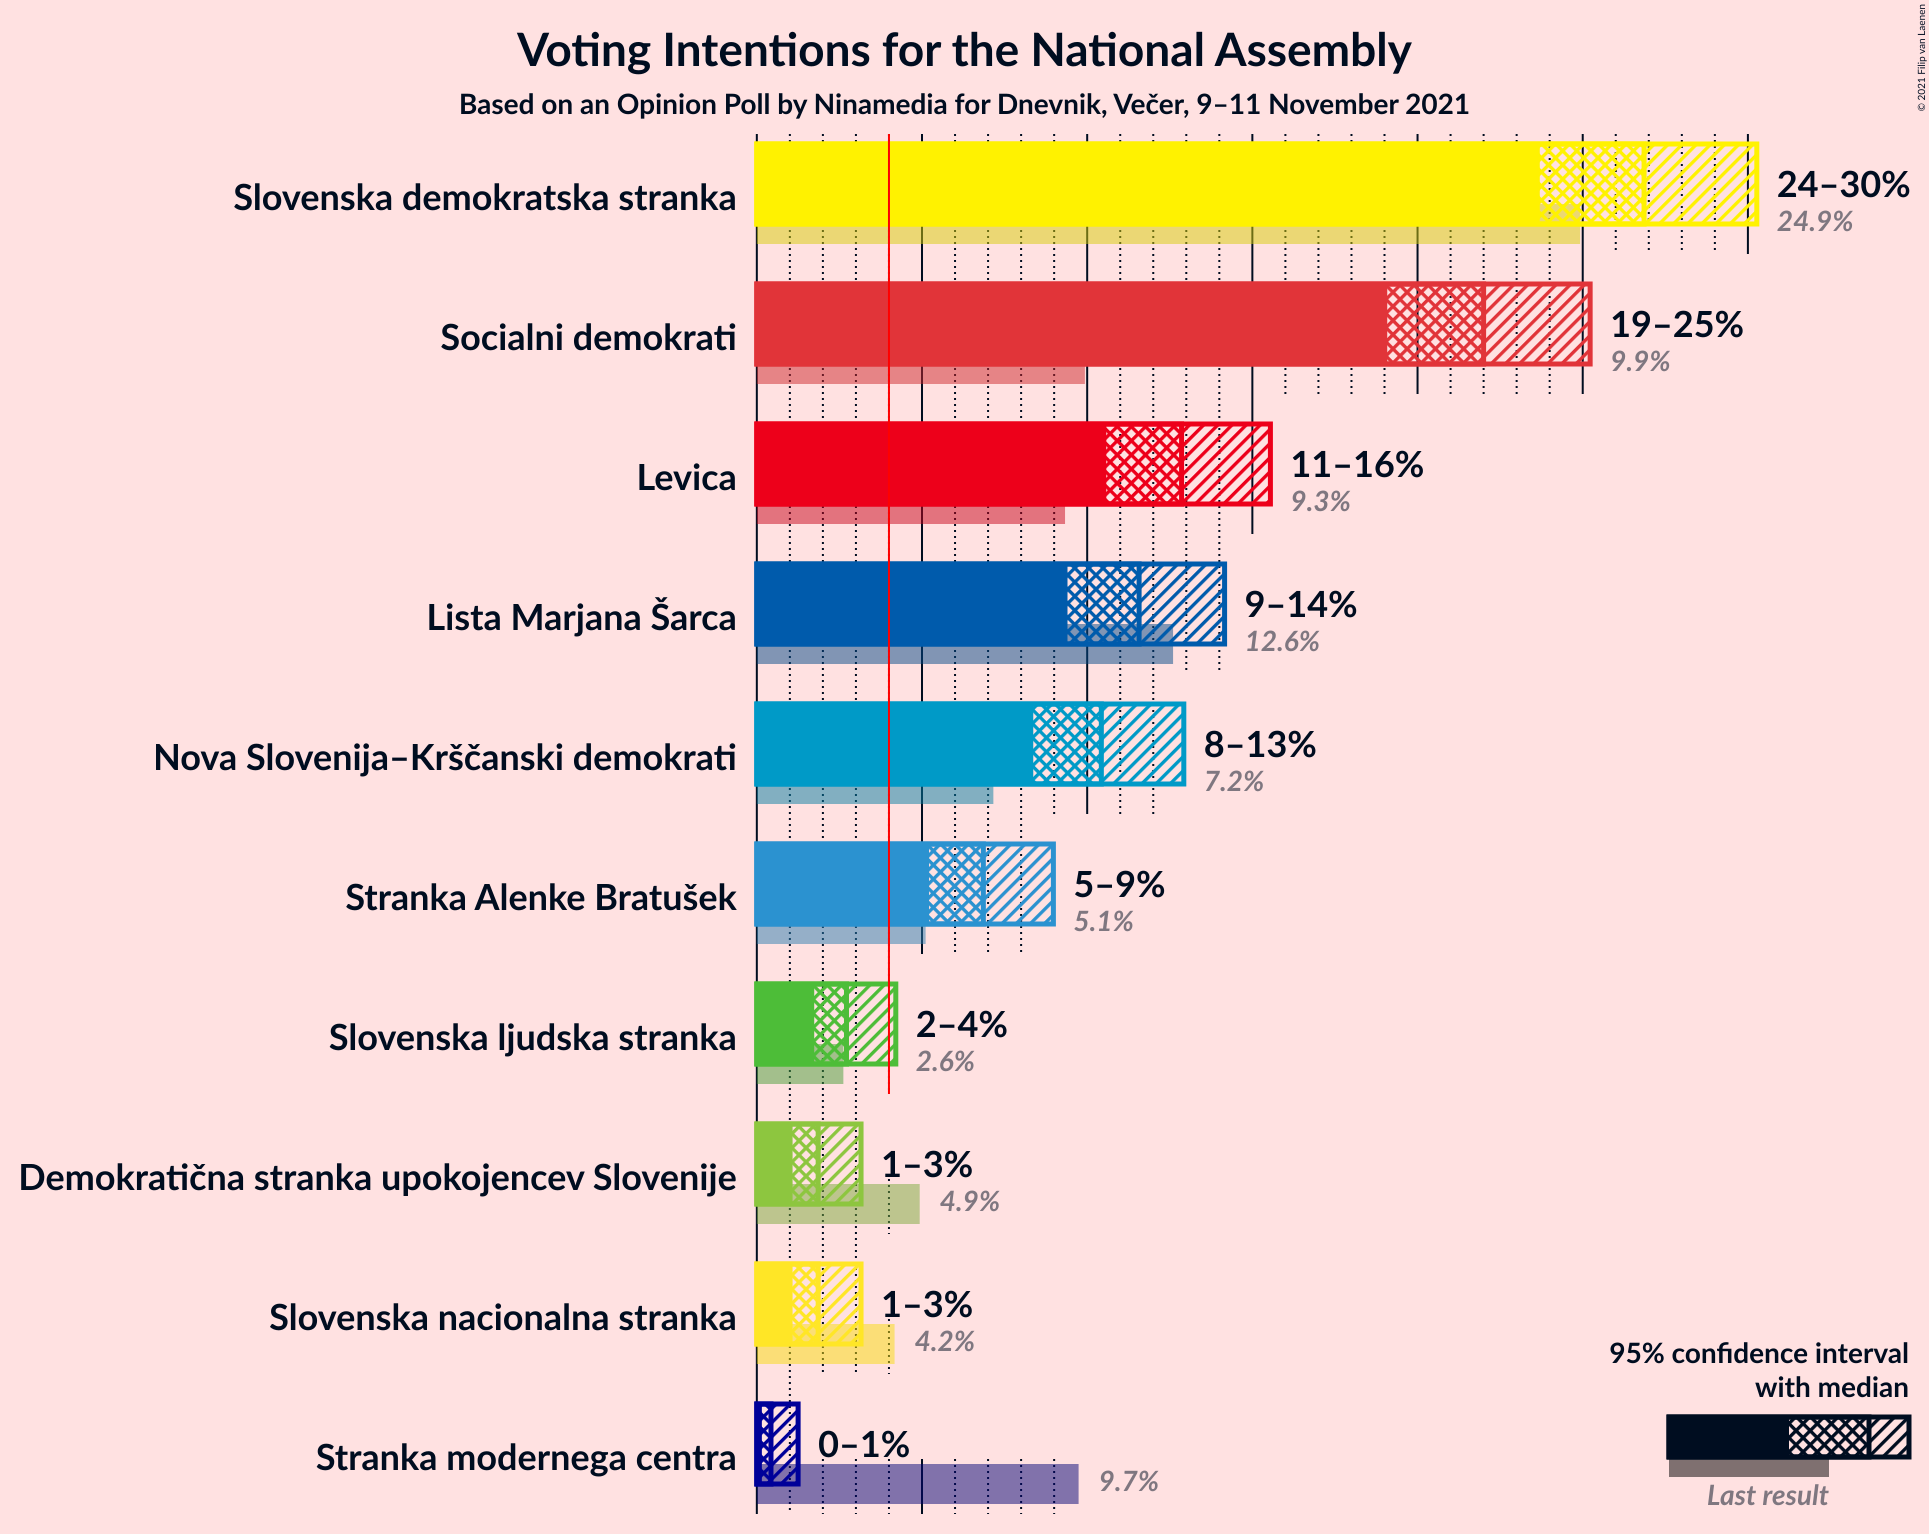 Voting Intentions for the National Assembly
Based on an Opinion Poll by Ninamedia for Dnevnik, Večer, 9–11 November 2021
© 2021 Filip van Laenen
Slovenska demokratska stranka
24–30%
24.9%
Socialni demokrati
19–25%
9.9%
Levica
11–16%
9.3%
Lista Marjana Šarca
9–14%
12.6%
Nova Slovenija–Krščanski demokrati
8–13%
7.2%
Stranka Alenke Bratušek
5–9%
5.1%
Slovenska ljudska stranka
2–4%
2.6%
Demokratična stranka upokojencev Slovenije
1–3%
4.9%
Slovenska nacionalna stranka
1–3%
4.2%
Stranka modernega centra
0–1%
9.7%
95% confidence interval
with median
Last result